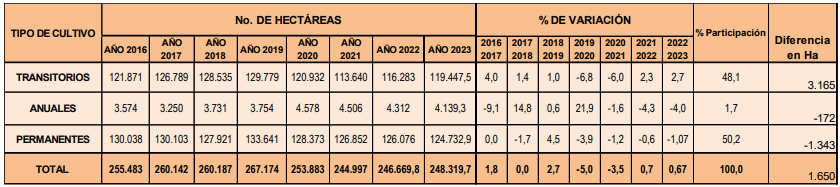 TIPO DE CULTIVO No. DE HECTÁREAS % DE VARIACIÓN % Participación Diferencia en Ha
AÑO 2016 AÑO 2017 AÑO 2018 AÑO 2019 AÑO 2020 AÑO 2021 AÑO 2022 AÑO 2023 2016 2017 2017 2018 2018 2019 2019 2020 2020 2021 2021 2022 2022 2023
TRANSITORIOS 121.871 126.789 128.535 129.779 120.932 113.640 116.283 119.447,5 4,0 1,4 1,0 -6,8 -6,0 2,3 2,7 48,1 3.165
ANUALES 3.574 3.250 3.731 3.754 4.578 4.506 4.312 4.139,3 -9,1 14,8 0,6 21,9 -1,6 -4,3 -4,0 1,7 -172
PERMANENTES 130.038 130.103 127.921 133.641 128.373 126.852 126.076 124.732,9 0,0 -1,7 4,5 -3,9 -1,2 -0,6 -1,07 50,2 -1.343
TOTAL 255.483 260.142 260.187 267.174 253.883 244.997 246.669,8 248.319,7 1,8 0,0 2,7 -5,0 -3,5 0,7 0,67 100,0 1.650